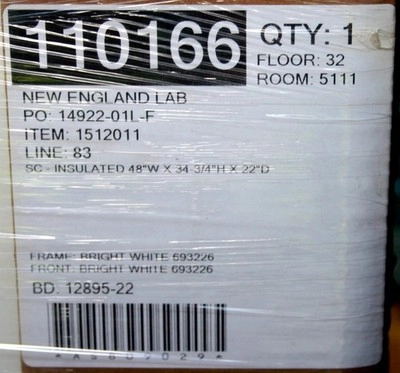 110166
QTY: 1
FLOOR: 32
ROOM: 5111
NEW ENGLAND LAB
PO: 14922-01L-F
ITEM: 1512011
LINE: 83
SC - INSULATED 48"W X 34-3/4"H X 22"D
FRAME: BRIGHT WHITE 693226
FRONT: BRIGHT WHITE 693226
BD: 12895-22